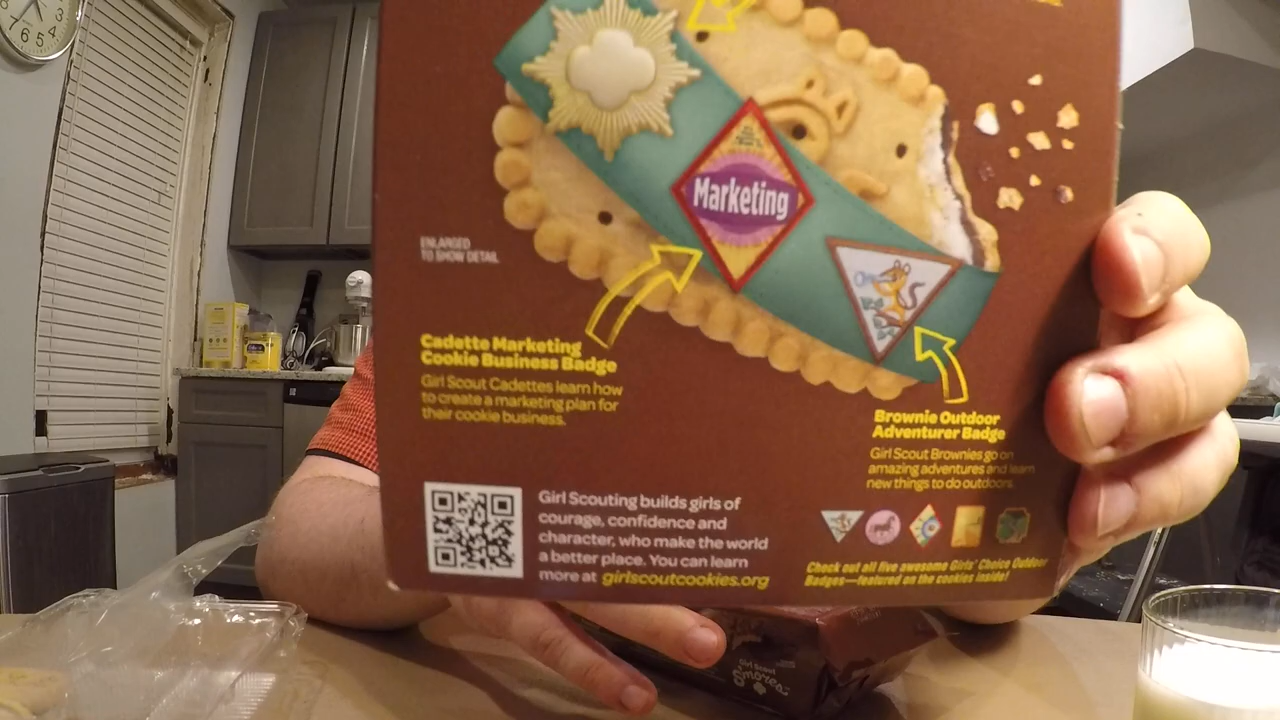 7
6
5
4
Marketing
ENLARGED
TO SHOW DETAIL
Cadette Marketing
Cookie Business Badge
Girl Scout Cadettes learn how
to create a marketing plan for
their cookie business.
Brownie Outdoor
Adventurer Badge
Girl Scout Brownies go on
amazing adventures and learn
new things to do outdoors.
Girl Scouting builds girls of
courage, confidence and
character, who make the world
a better place. You can learn
more at girlscoutcookies.org
Check out all five awesome Girls' Choice Outdoor
Badges—featured on the cookies inside!
Girl Scout
S'mores